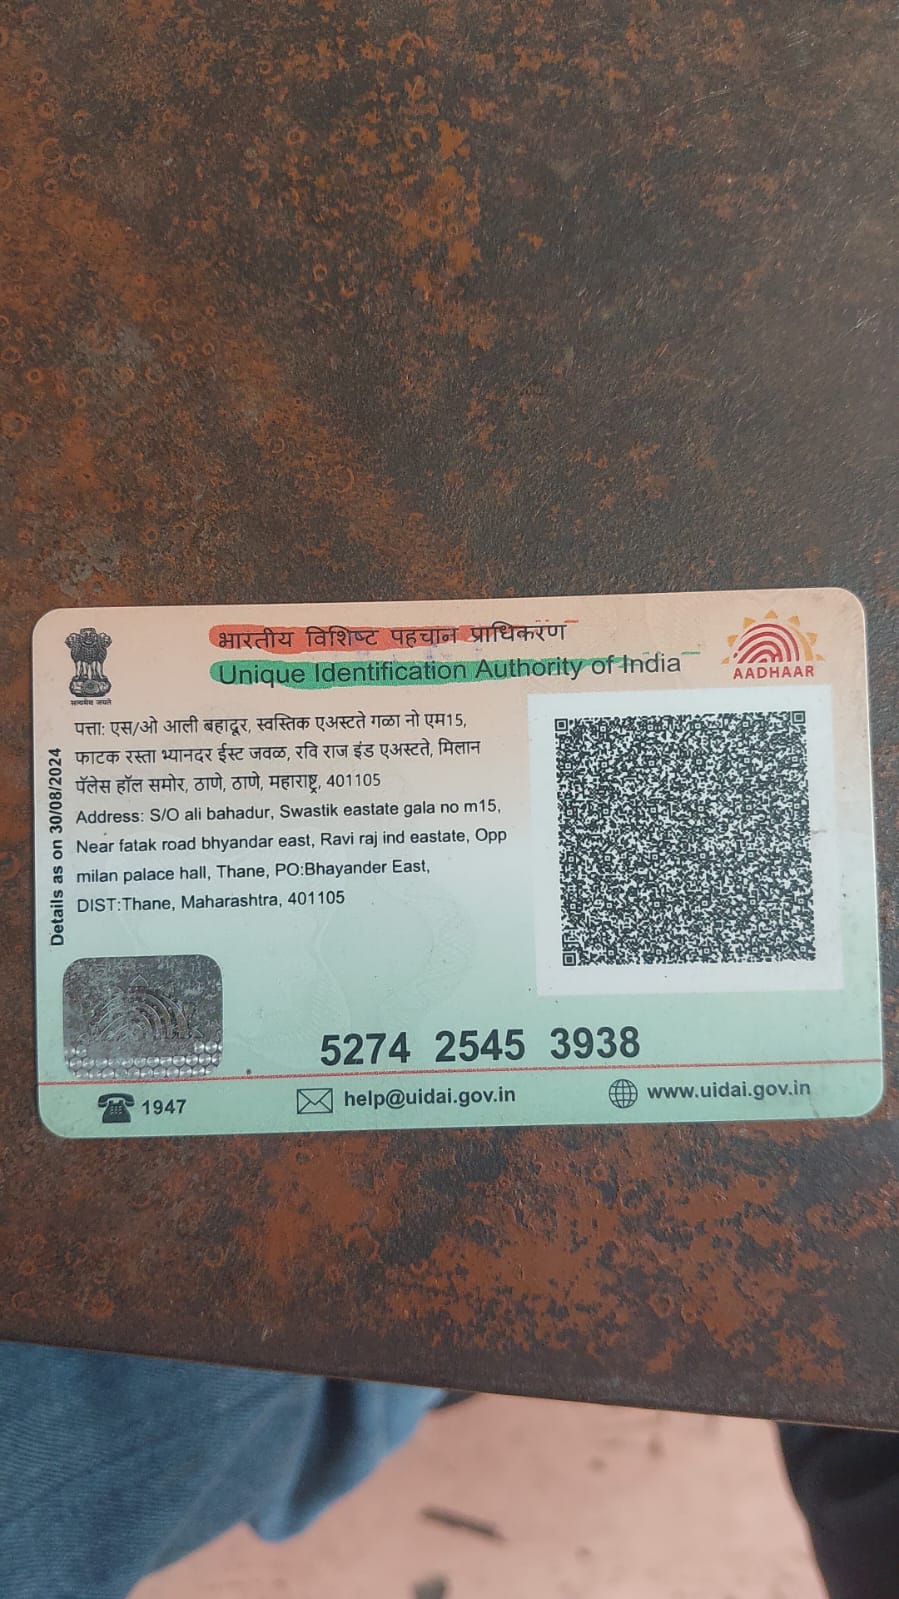 भारतीय विशिष्ट पहचान प्राधिकरण
Unique Identification Authority of India
AADHAAR
सत्यमेव जयते
Details as on 30/08/2024
पत्ता: एस/ओ आली बहादूर, स्वस्तिक एअस्टते गळा नो एम15,
फाटक रस्ता भ्यानदर ईस्ट जवळ, रवि राज इंड एअस्टते, मिलान
पॅलेस हॉल समोर, ठाणे, ठाणे, महाराष्ट्र, 401105
Address: S/O ali bahadur, Swastik eastate gala no m15,
Near fatak road bhyandar east, Ravi raj ind eastate, Opp
milan palace hall, Thane, PO:Bhayander East,
DIST:Thane, Maharashtra, 401105
5274 2545 3938
1947
help@uidai.gov.in
www.uidai.gov.in